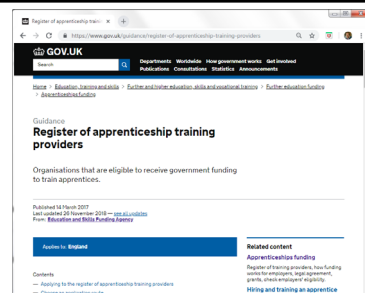 Register of apprenticeship traini
https://www.gov.uk/guidance/register-of-apprenticeship-training-providers
GOV.UK
Search
Departments Worldwide How government works Get involved
Publications Consultations Statistics Announcements
Home > Education, training and skills > Further and higher education, skills and vocational training > Further education funding
> Apprenticeships funding
Guidance
Register of apprenticeship training
providers
Organisations that are eligible to receive government funding
to train apprentices.
Published 14 March 2017
Last updated 26 November 2018 — see all updates
From: Education and Skills Funding Agency
Applies to: England
Related content
Apprenticeships funding
Register of training providers, how funding
works for employers, legal agreement,
grants, check employers' eligibility.
Hiring and training an apprentice
Contents
— Applying to the register of apprenticeship training providers
— Choose an application route